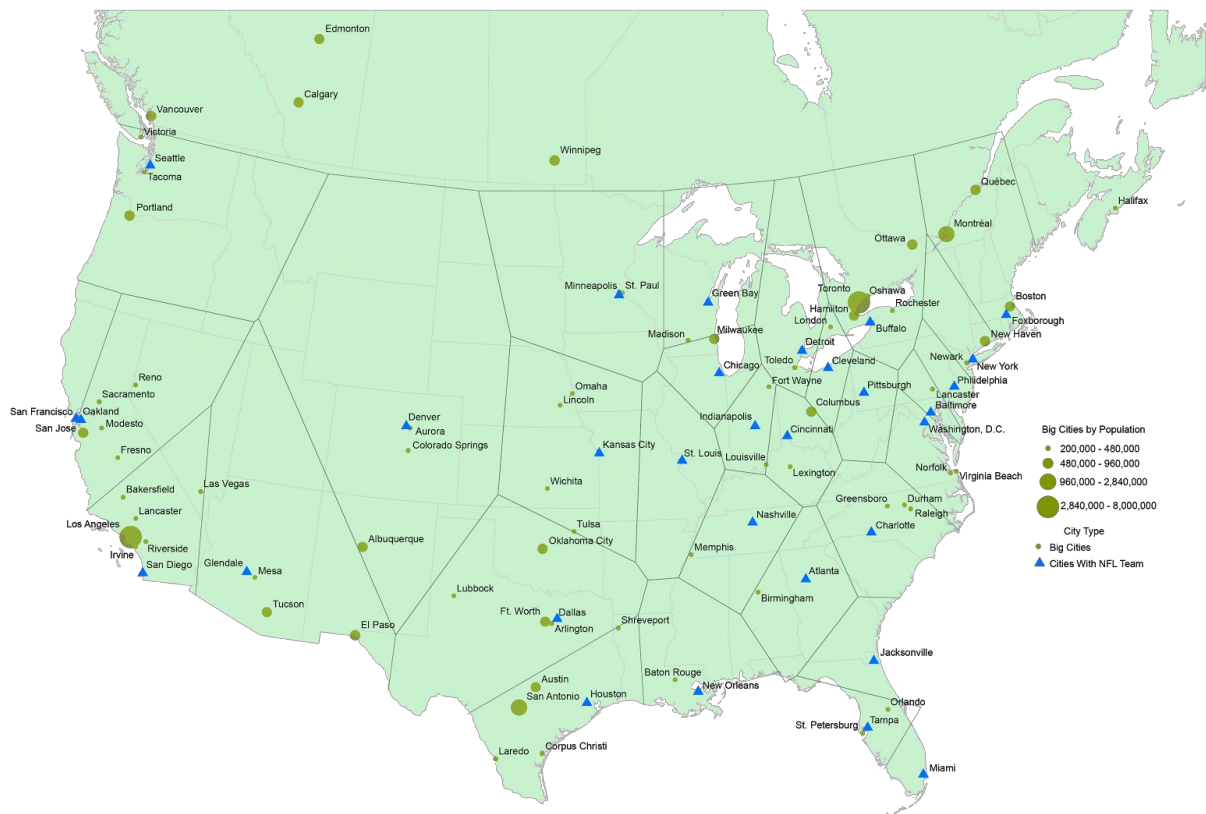 Edmonton
Calgary
Vancouver
Victoria
Seattle
Tacoma
Winnipeg
Portland
Québec
Halifax
Montréal
Ottawa
Minneapolis
St. Paul
Green Bay
Toronto
Oshawa
Hamilton
Rochester
London
Boston
Foxborough
Buffalo
Madison
Milwaukee
New Haven
Detroit
Toledo
Cleveland
Newark
New York
Chicago
Reno
Sacramento
Omaha
Lincoln
Fort Wayne
Pittsburgh
Philidelphia
Lancaster
Columbus
Baltimore
San Francisco
Oakland
San Jose
Modesto
Denver
Aurora
Colorado Springs
Indianapolis
Cincinnati
Washington, D.C.
Kansas City
St. Louis
Louisville
Lexington
Fresno
Bakersfield
Las Vegas
Wichita
Norfolk
Virginia Beach
Lancaster
Los Angeles
Riverside
Irvine
San Diego
Greensboro
Durham
Raleigh
Nashville
Charlotte
Tulsa
Oklahoma City
Albuquerque
Memphis
Glendale
Mesa
Tucson
Lubbock
Atlanta
Birmingham
El Paso
Ft. Worth
Dallas
Arlington
Shreveport
Jacksonville
Baton Rouge
New Orleans
Austin
San Antonio
Houston
Orlando
St. Petersburg
Tampa
Laredo
Corpus Christi
Miami
Big Cities by Population
200,000 - 480,000
480,000 - 960,000
960,000 - 2,840,000
2,840,000 - 8,000,000
City Type
Big Cities
Cities With NFL Team